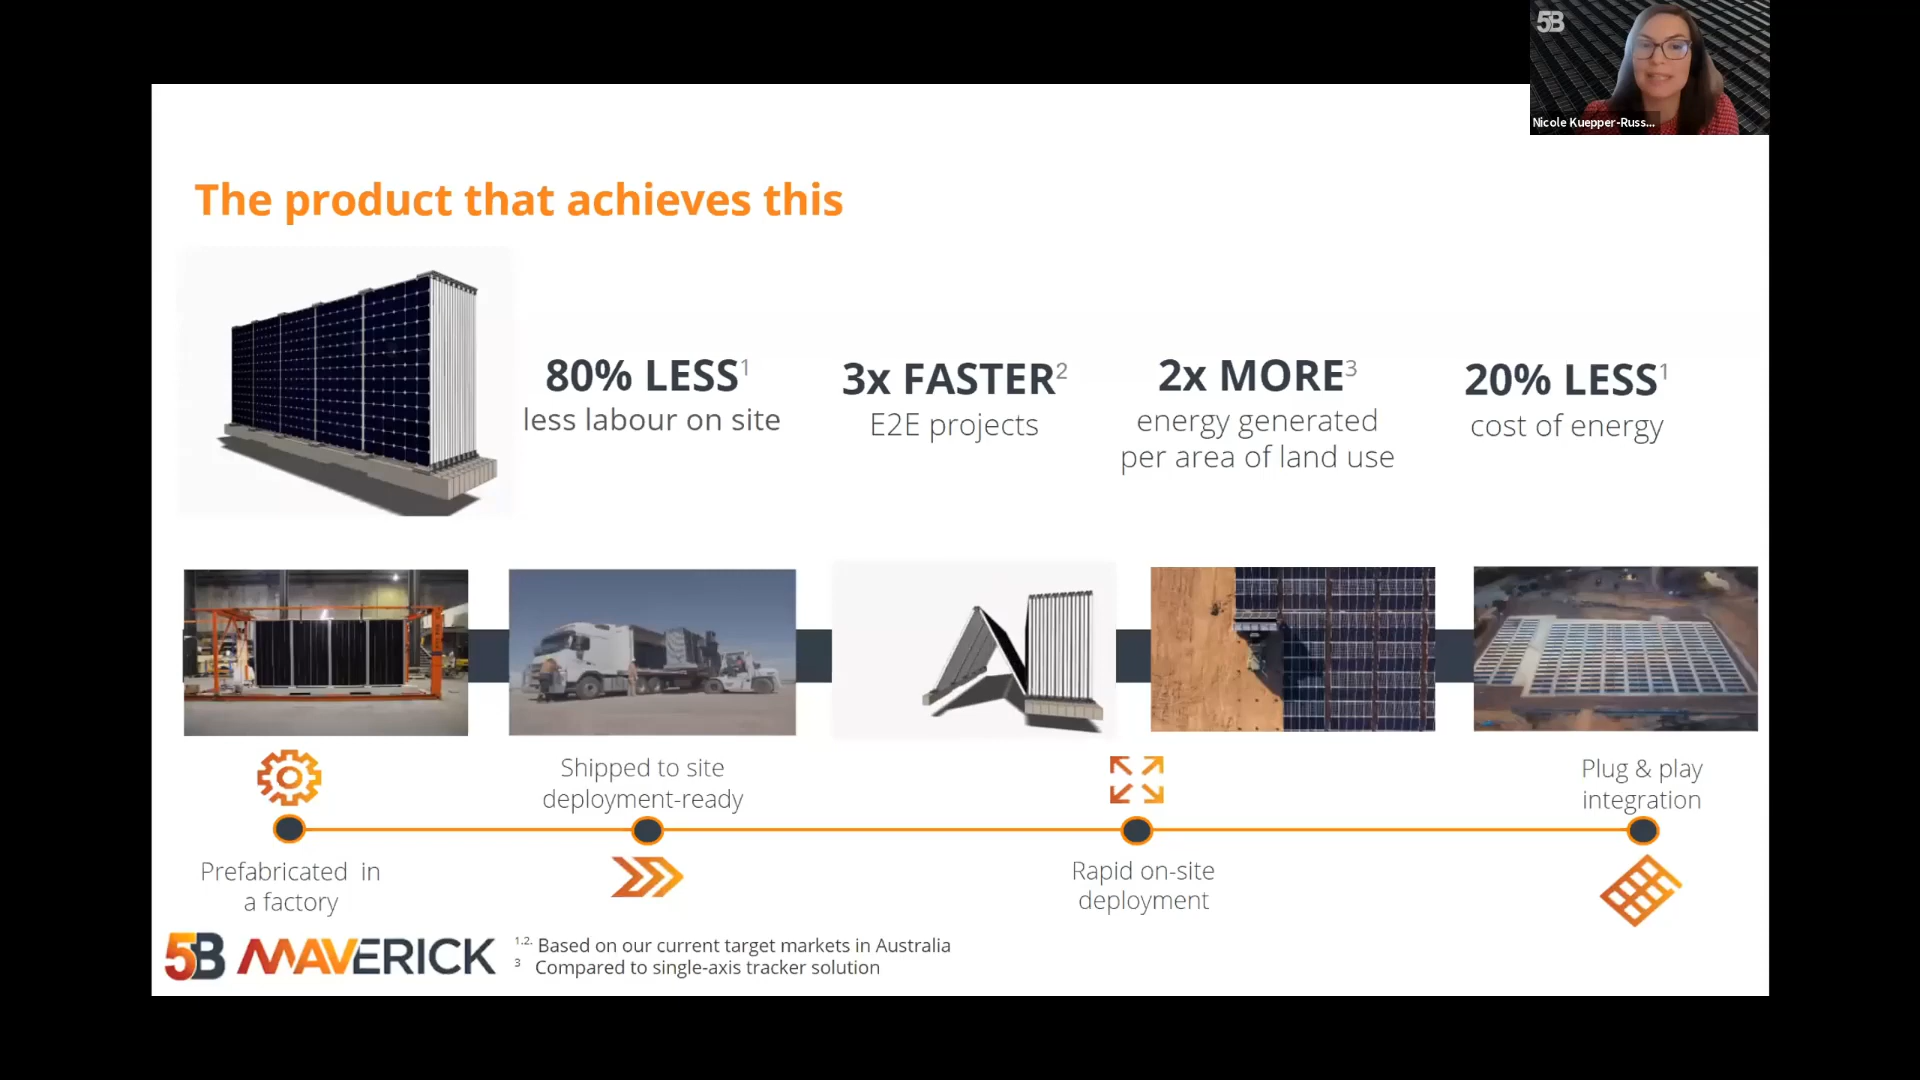 5B
Nicole Kuepper-Russ...
The product that achieves this
80% LESS1
less labour on site
3x FASTER2
E2E projects
2x MORE3
energy generated
per area of land use
20% LESS1
cost of energy
Shipped to site
deployment-ready
Plug & play
integration
Prefabricated in
a factory
Rapid on-site
deployment
5B MAVERICK
1.2. Based on our current target markets in Australia
3 Compared to single-axis tracker solution